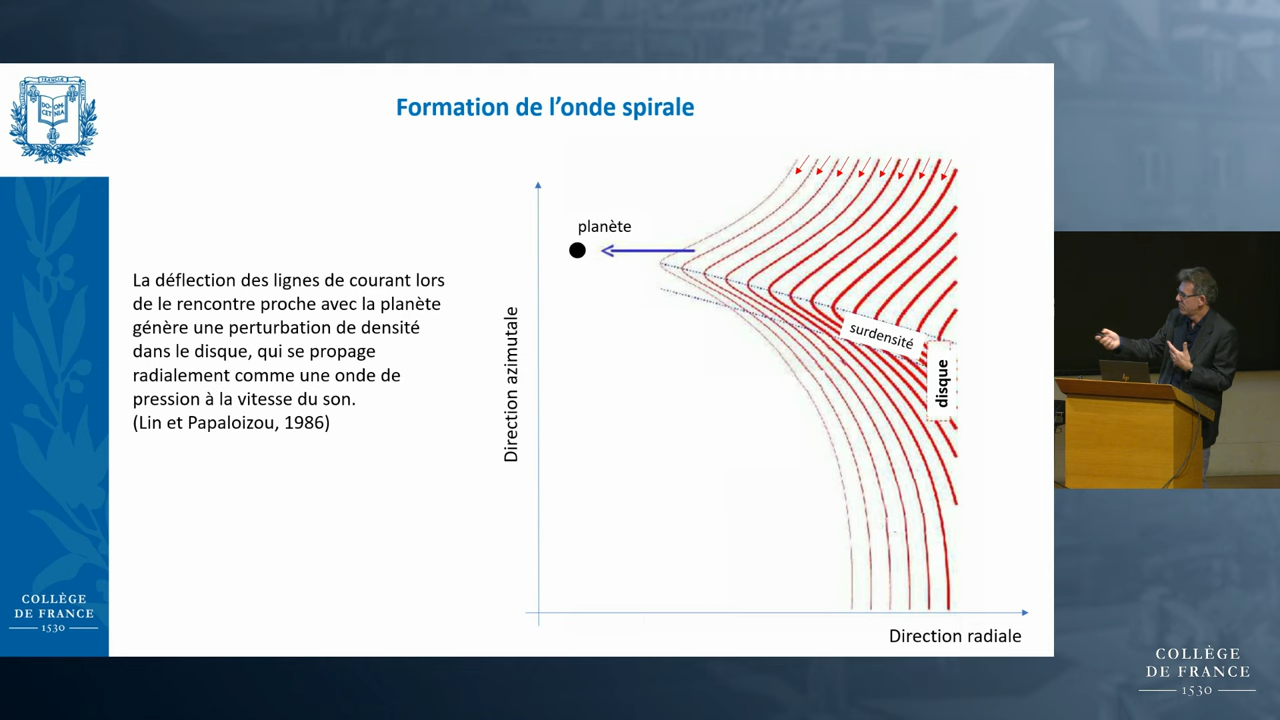 Formation de l'onde spirale
La déflection des lignes de courant lors
de le rencontre proche avec la planète
génère une perturbation de densité
dans le disque, qui se propage
radialement comme une onde de
pression à la vitesse du son.
(Lin et Papaloizou, 1986)
planète
surdensité
disque
Direction azimutale
Direction radiale
COLLÈGE
DE FRANCE
1530
COLLÈGE
DE FRANCE
1530